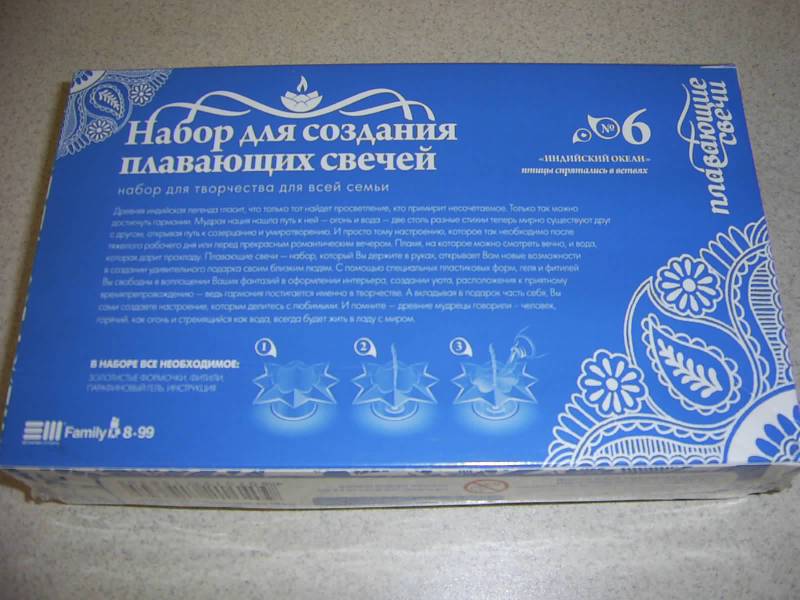 Набор для создания
плавающих свечей
набор для творчества для всей семьи
№6
«ИНДИЙСКИЙ ОКЕАН»
птицы спрятались в ветвях
плавающие
свечи
Древняя индийская легенда гласит, что только тот найдет просветление, кто примирит несочетаемое. Только так можно
достигнуть гармонии. Мудрая нация нашла путь к ней — огонь и вода — две столь разные стихии теперь мирно существуют друг
с другом, открывая путь к созерцанию и умиротворению. И просто тому настроению, которое так необходимо после
тяжелого рабочего дня или перед прекрасным романтическим вечером. Пламя, на которое можно смотреть вечно, и вода,
которая дарит прохладу. Плавающие свечи — набор, который Вы держите в руках, открывает Вам новые возможности
в создании удивительного подарка своим близким людям. С помощью специальных пластиковых форм, геля и фитилей
Вы свободны в воплощении Ваших фантазий в оформлении интерьера, создании уюта, расположения к приятному
времяпрепровождению — ведь гармония постигается именно в творчестве. А вкладывая в подарок часть себя, Вы
сами создаете настроение, которым делитесь с любимыми. И помните — древние мудрецы говорили - человек,
горячий, как огонь и стремящийся как вода, всегда будет жить в ладу с миром.
В НАБОРЕ ВСЕ НЕОБХОДИМОЕ:
ЗОЛОТИСТЫЕ ФОРМОЧКИ, ФИТИЛИ,
ПАРАФИНОВЫЙ ГЕЛЬ, ИНСТРУКЦИЯ
1
2
3
Family 8-99